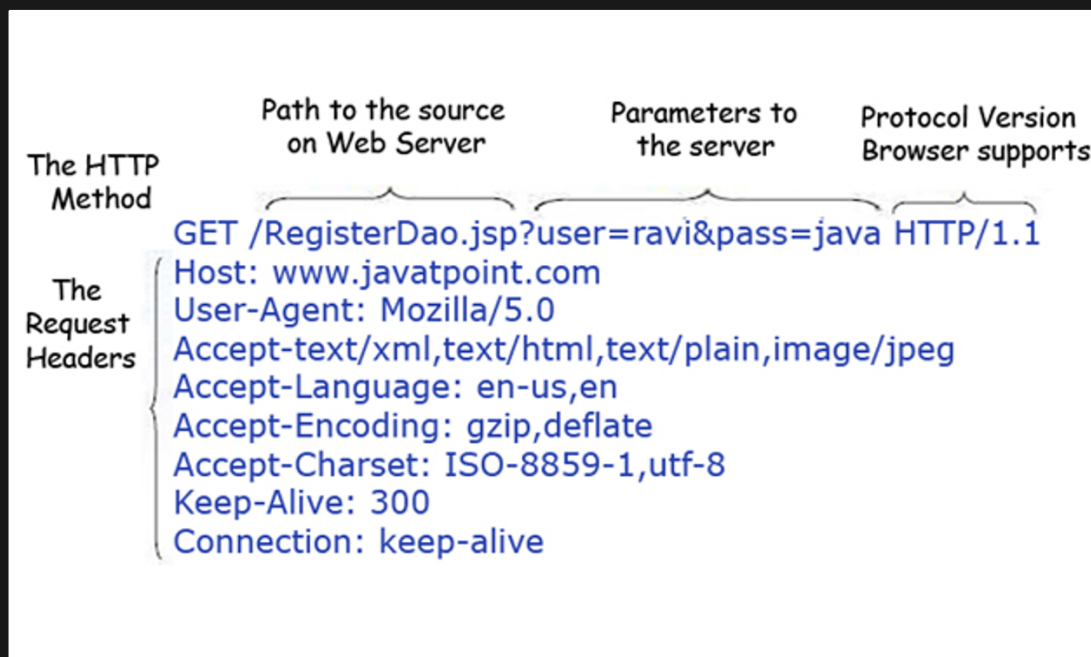 Path to the source
on Web Server
Parameters to
the server
Protocol Version
Browser supports
The HTTP
Method
GET /RegisterDao.jsp?user=ravi&pass=java HTTP/1.1
The
Request
Headers
Host: www.javatpoint.com
User-Agent: Mozilla/5.0
Accept-text/xml,text/html,text/plain,image/jpeg
Accept-Language: en-us,en
Accept-Encoding: gzip,deflate
Accept-Charset: ISO-8859-1,utf-8
Keep-Alive: 300
Connection: keep-alive